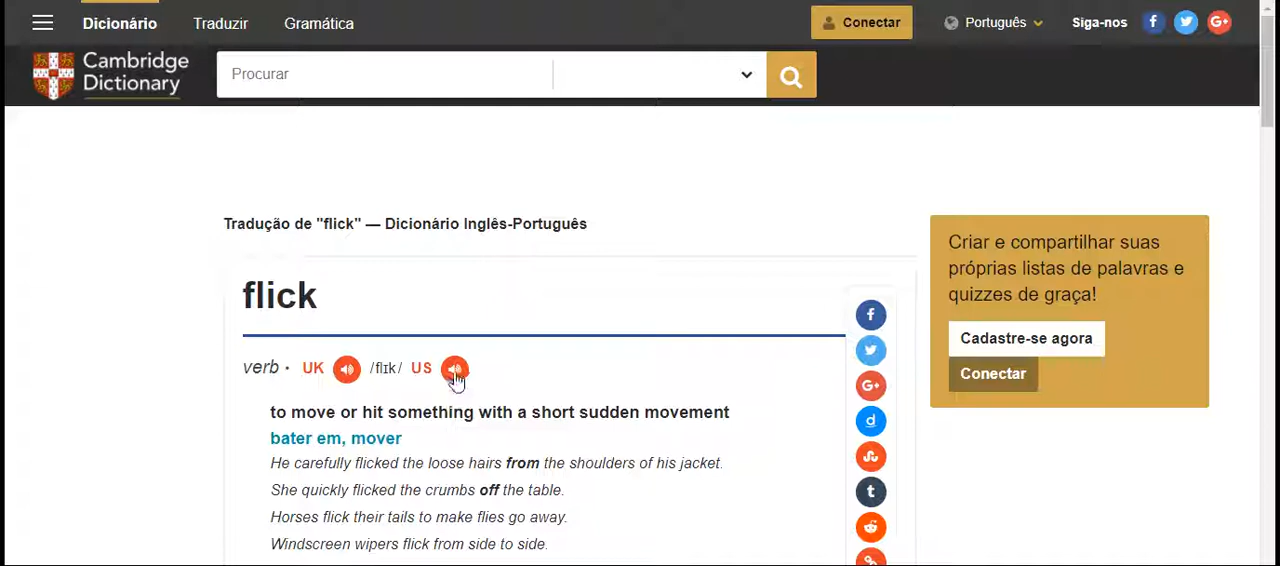 Dicionário Traduzir Gramática Conectar Português Siga-nos f G+
Cambridge Dictionary Procurar
Tradução de "flick" — Dicionário Inglês-Português
flick
verb · UK /flɪk/ US
to move or hit something with a short sudden movement
bater em, mover
He carefully flicked the loose hairs from the shoulders of his jacket.
She quickly flicked the crumbs off the table.
Horses flick their tails to make flies go away.
Windscreen wipers flick from side to side.
f
G+
d
t
Criar e compartilhar suas
próprias listas de palavras e
quizzes de graça!
Cadastre-se agora
Conectar